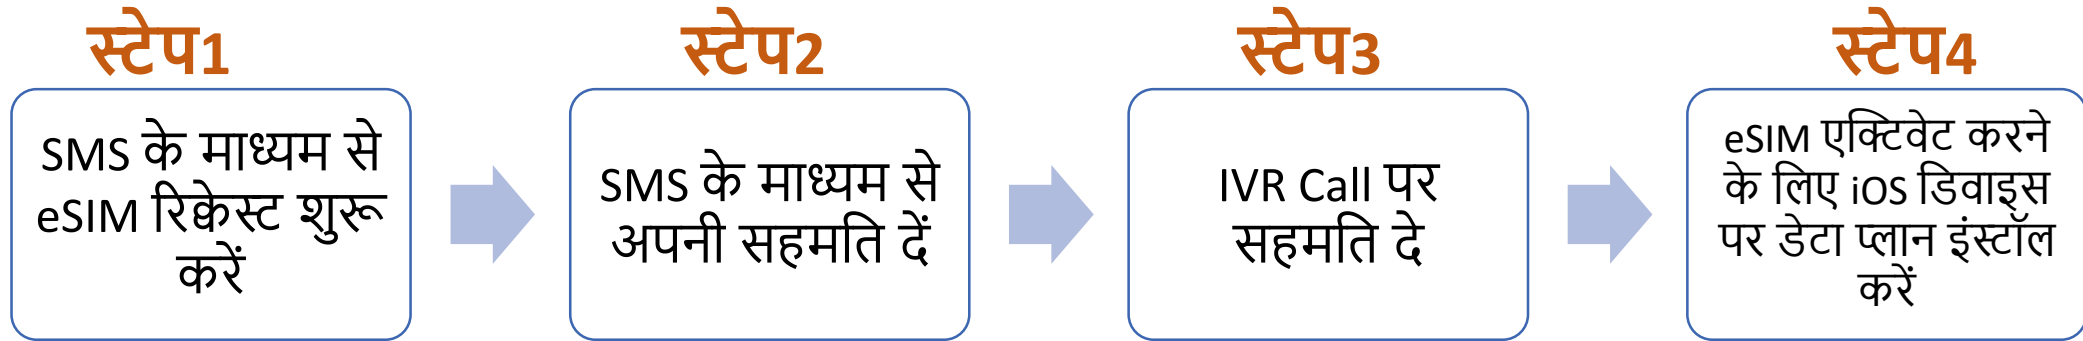 स्टेप1
SMS के माध्यम से
eSIM रिक्वेस्ट शुरू
करें
स्टेप2
SMS के माध्यम से
अपनी सहमति दें
स्टेप3
IVR Call पर
सहमति दे
स्टेप4
eSIM एक्टिवेट करने
के लिए iOS डिवाइस
पर डेटा प्लान इंस्टॉल
करें